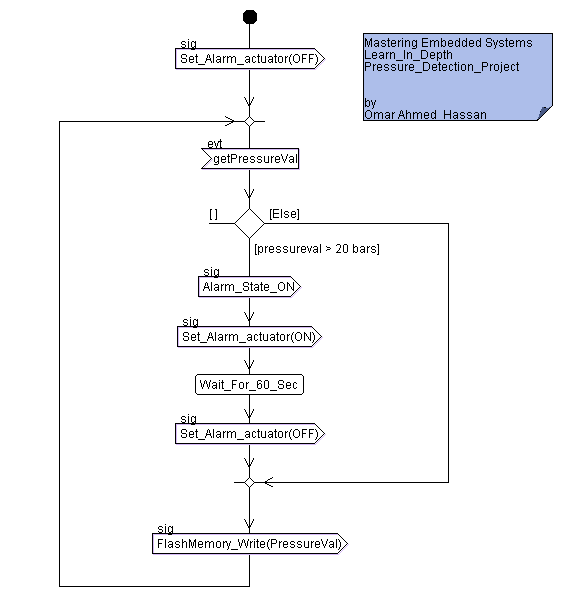 sig
Set_Alarm_actuator(OFF)
Mastering Embedded Systems
Learn_In_Depth
Pressure_Detection_Project
by
Omar Ahmed_Hassan
evt
getPressureVal
[ ]
[Else]
[pressureval > 20 bars]
sig
Alarm_State_ON
sig
Set_Alarm_actuator(ON)
Wait_For_60_Sec
sig
Set_Alarm_actuator(OFF)
sig
FlashMemory_Write(PressureVal)